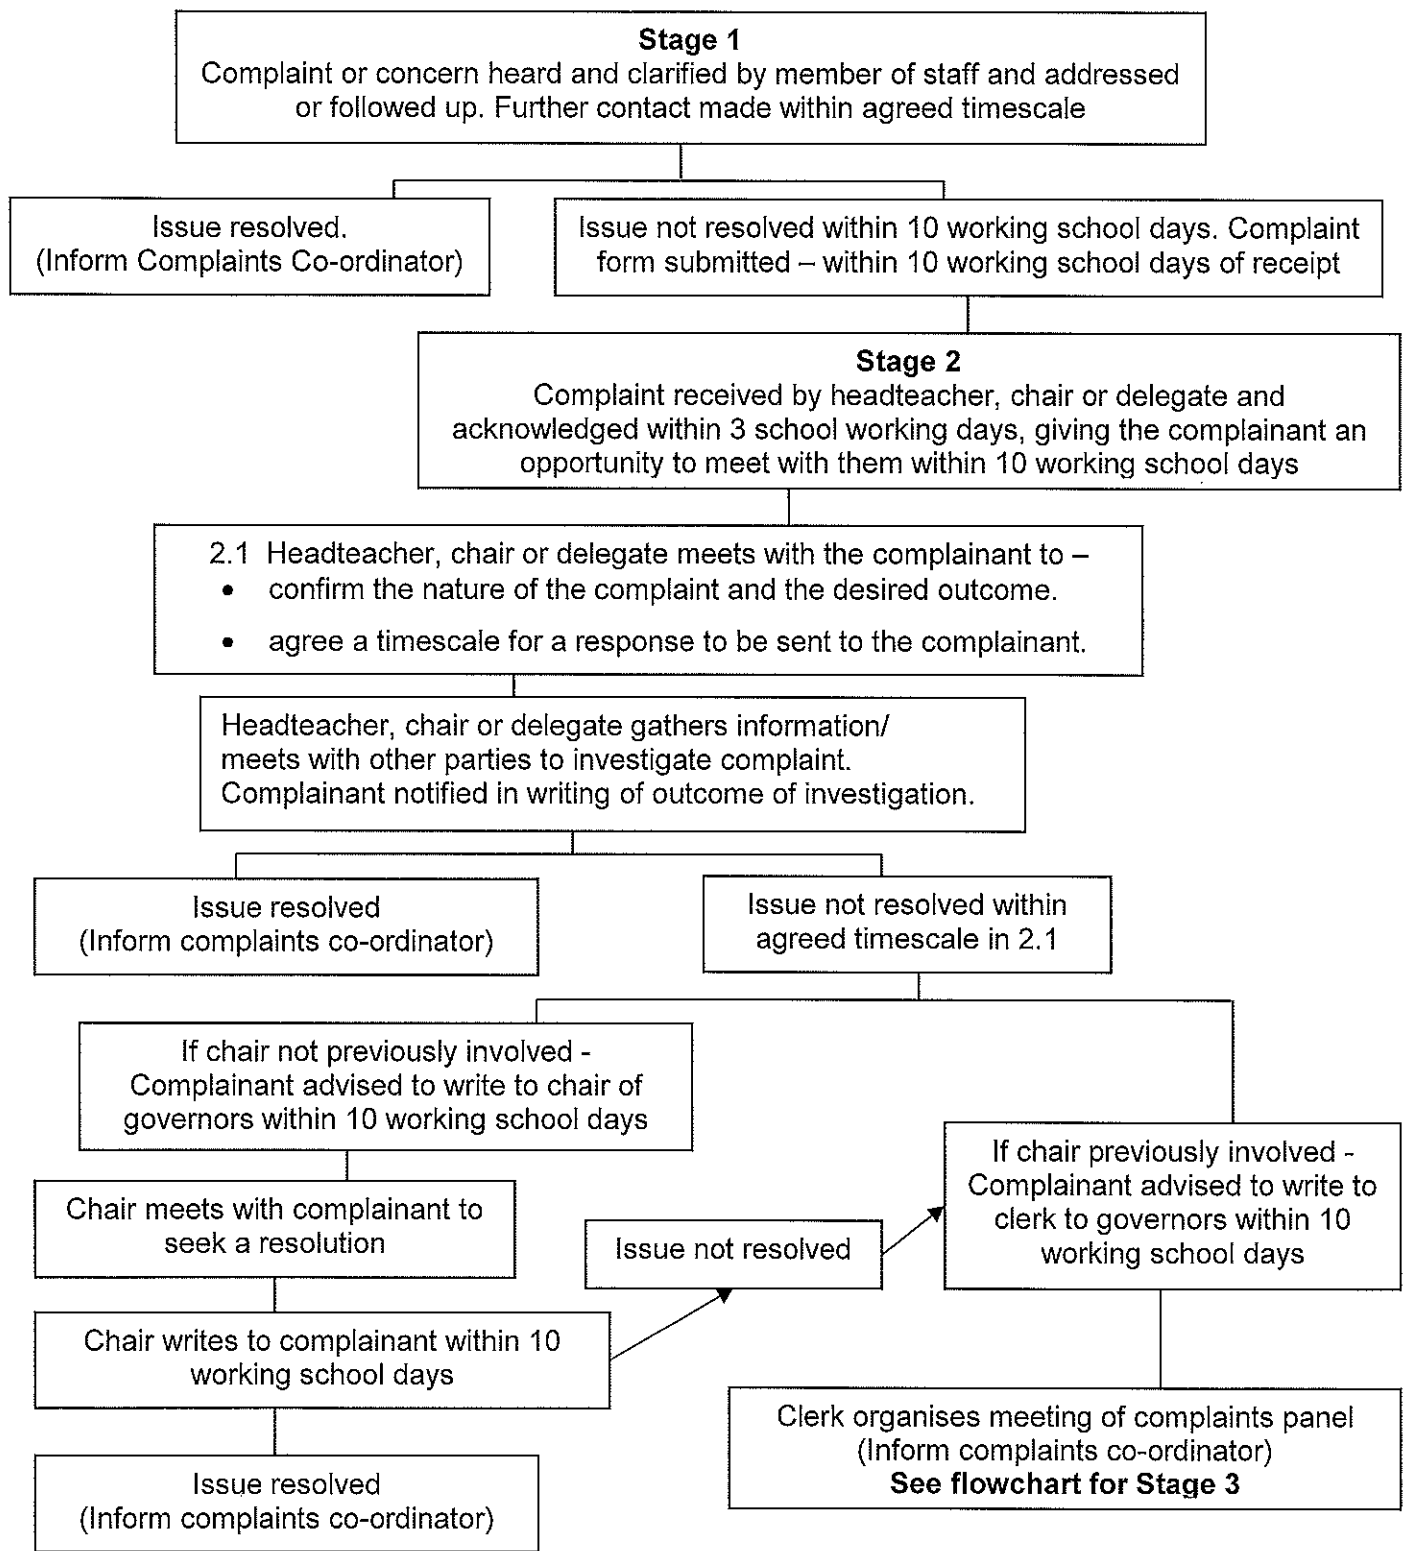 Stage 1
Complaint or concern heard and clarified by member of staff and addressed
or followed up. Further contact made within agreed timescale
Issue resolved.
(Inform Complaints Co-ordinator)
Issue not resolved within 10 working school days. Complaint
form submitted – within 10 working school days of receipt
Stage 2
Complaint received by headteacher, chair or delegate and
acknowledged within 3 school working days, giving the complainant an
opportunity to meet with them within 10 working school days
2.1 Headteacher, chair or delegate meets with the complainant to –
• confirm the nature of the complaint and the desired outcome.
• agree a timescale for a response to be sent to the complainant.
Headteacher, chair or delegate gathers information/
meets with other parties to investigate complaint.
Complainant notified in writing of outcome of investigation.
Issue resolved
(Inform complaints co-ordinator)
Issue not resolved within
agreed timescale in 2.1
If chair not previously involved -
Complainant advised to write to chair of
governors within 10 working school days
If chair previously involved -
Complainant advised to write to
clerk to governors within 10
working school days
Chair meets with complainant to
seek a resolution
Issue not resolved
Chair writes to complainant within 10
working school days
Clerk organises meeting of complaints panel
(Inform complaints co-ordinator)
See flowchart for Stage 3
Issue resolved
(Inform complaints co-ordinator)